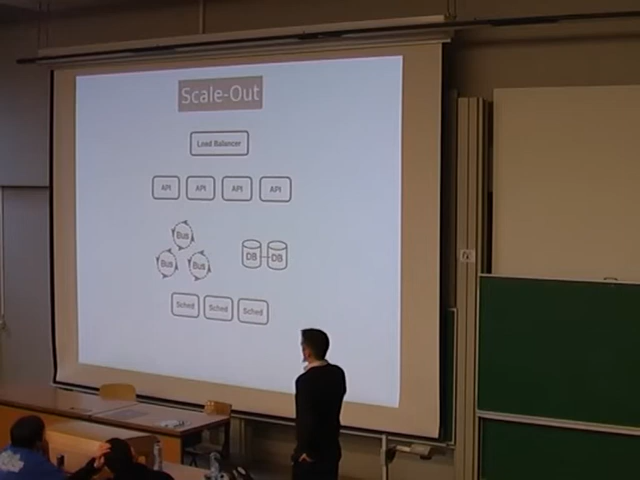 Scale-Out
Load Balancer
API API API API
Bus
Bus Bus
DB DB
Sched Sched Sched